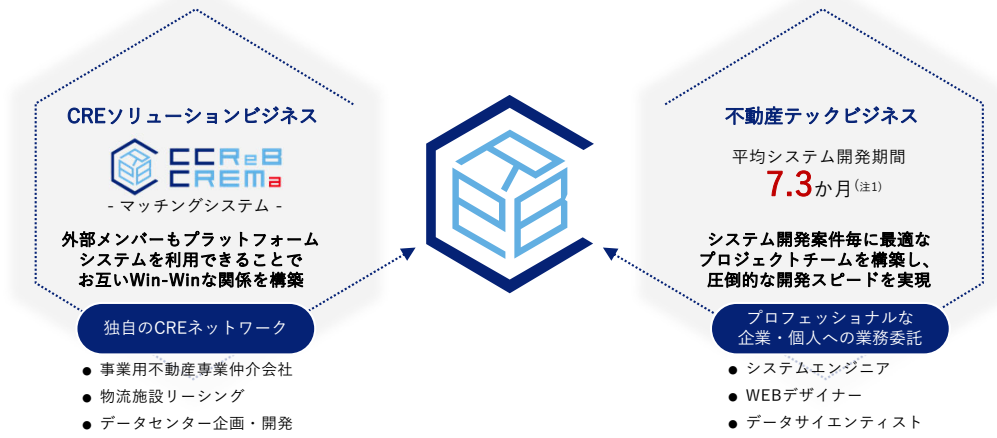 CREソリューションビジネス
CCReB
CREMa
- マッチングシステム -
外部メンバーもプラットフォーム
システムを利用できることで
お互いWin-Winな関係を構築
独自のCREネットワーク
● 事業用不動産専業仲介会社
● 物流施設リーシング
● データセンター企画・開発
不動産テックビジネス
平均システム開発期間
7.3か月(注1)
システム開発案件毎に最適な
プロジェクトチームを構築し、
圧倒的な開発スピードを実現
プロフェッショナルな
企業・個人への業務委託
● システムエンジニア
● WEBデザイナー
● データサイエンティスト